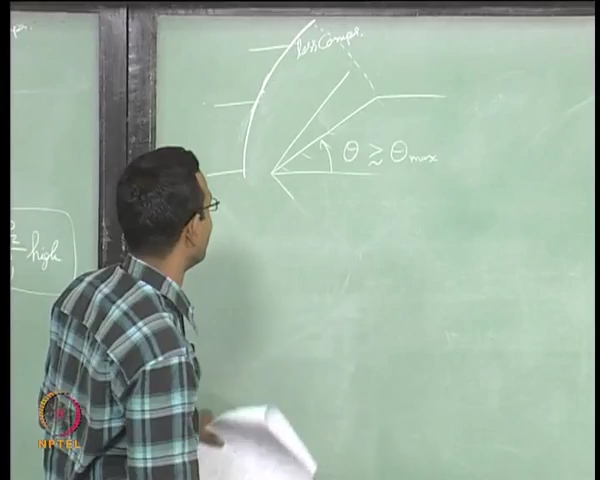 less Compr.
θ ≳ θmax
high
NPTEL